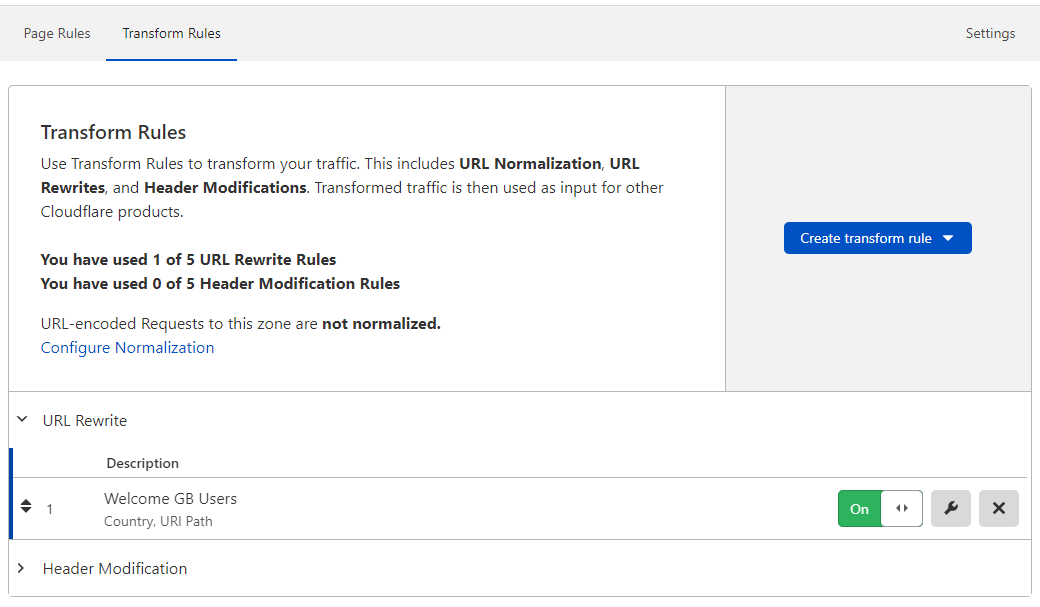 Page Rules
Transform Rules
Settings
Transform Rules
Use Transform Rules to transform your traffic. This includes URL Normalization, URL
Rewrites, and Header Modifications. Transformed traffic is then used as input for other
Cloudflare products.
Create transform rule
You have used 1 of 5 URL Rewrite Rules
You have used 0 of 5 Header Modification Rules
URL-encoded Requests to this zone are not normalized.
Configure Normalization
URL Rewrite
Description
1
Welcome GB Users
Country, URI Path
On
Header Modification